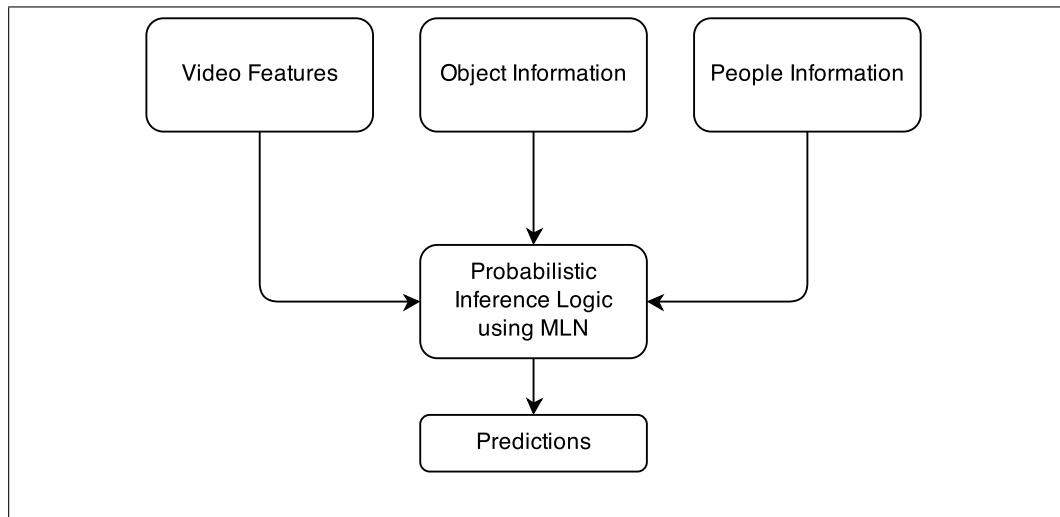 Video Features
Object Information
People Information
Probabilistic
Inference Logic
using MLN
Predictions